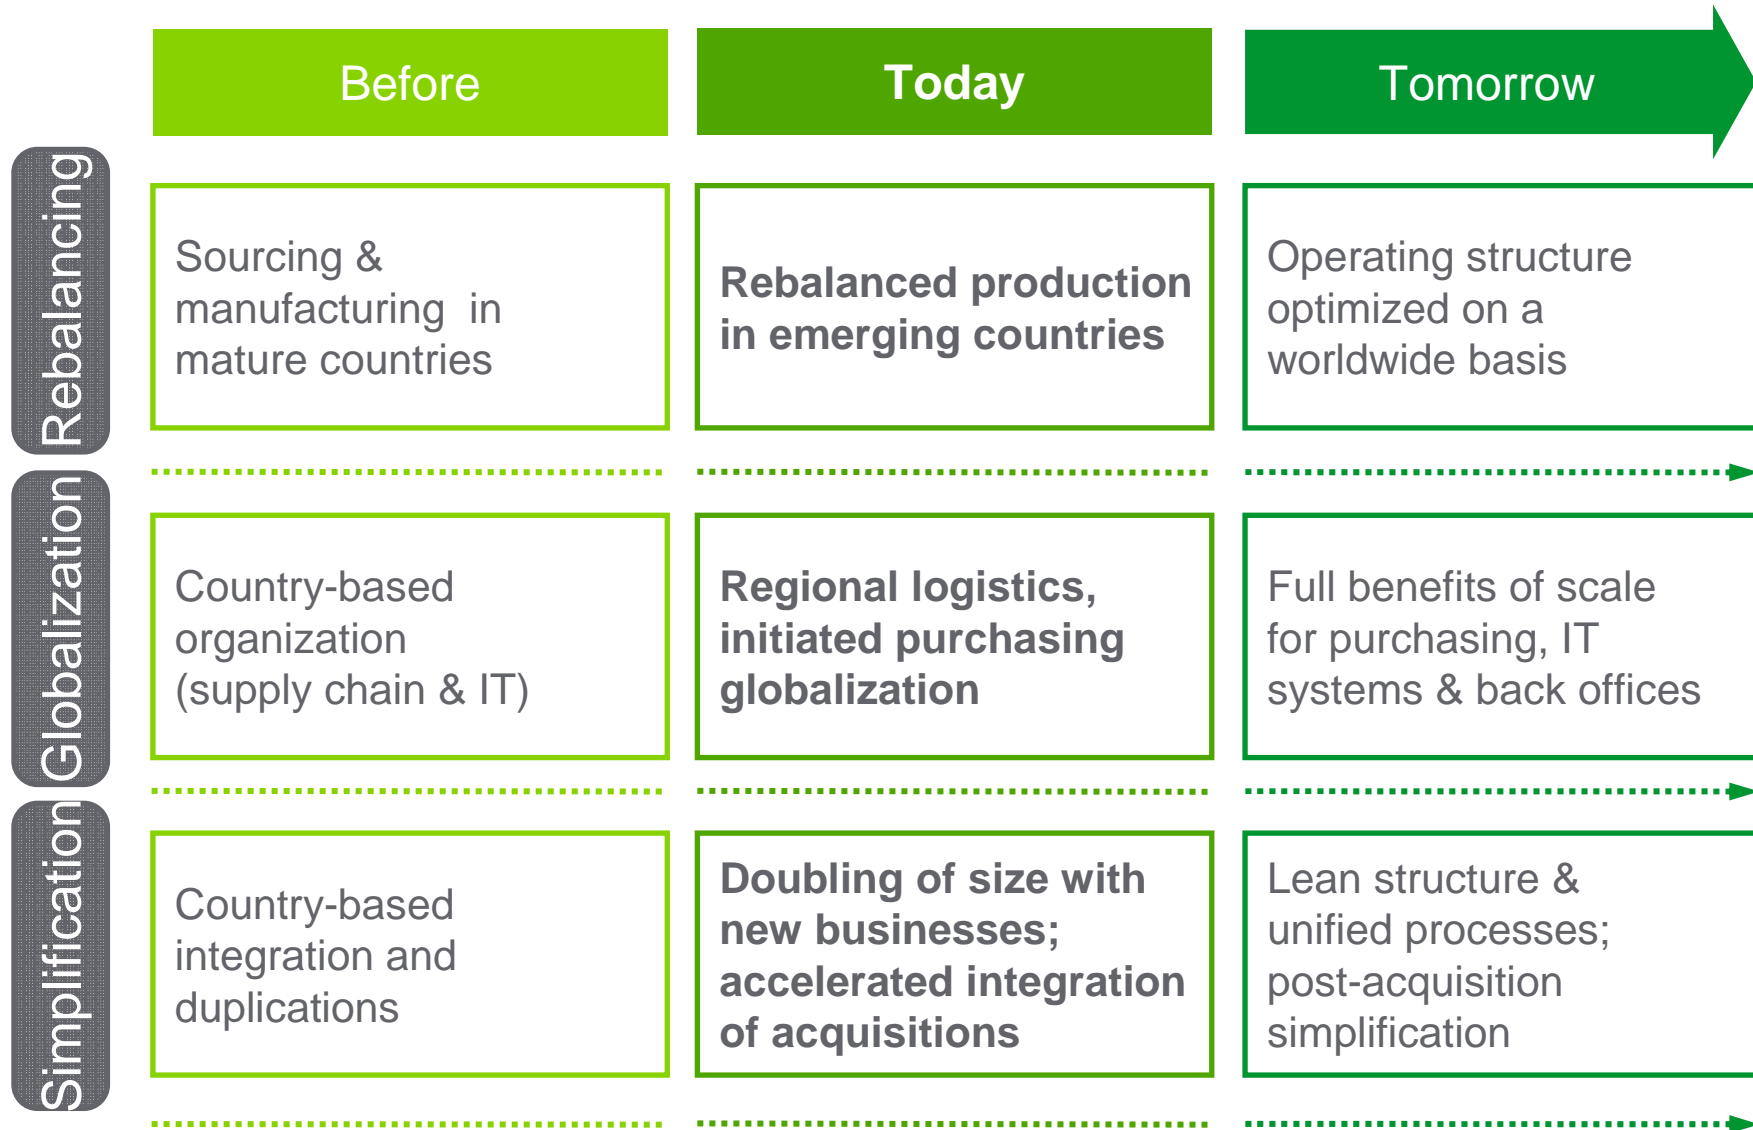 Before
Today
Tomorrow
Rebalancing
Sourcing &
manufacturing in
mature countries
Rebalanced production
in emerging countries
Operating structure
optimized on a
worldwide basis
Globalization
Country-based
organization
(supply chain & IT)
Regional logistics,
initiated purchasing
globalization
Full benefits of scale
for purchasing, IT
systems & back offices
Simplification
Country-based
integration and
duplications
Doubling of size with
new businesses;
accelerated integration
of acquisitions
Lean structure &
unified processes;
post-acquisition
simplification